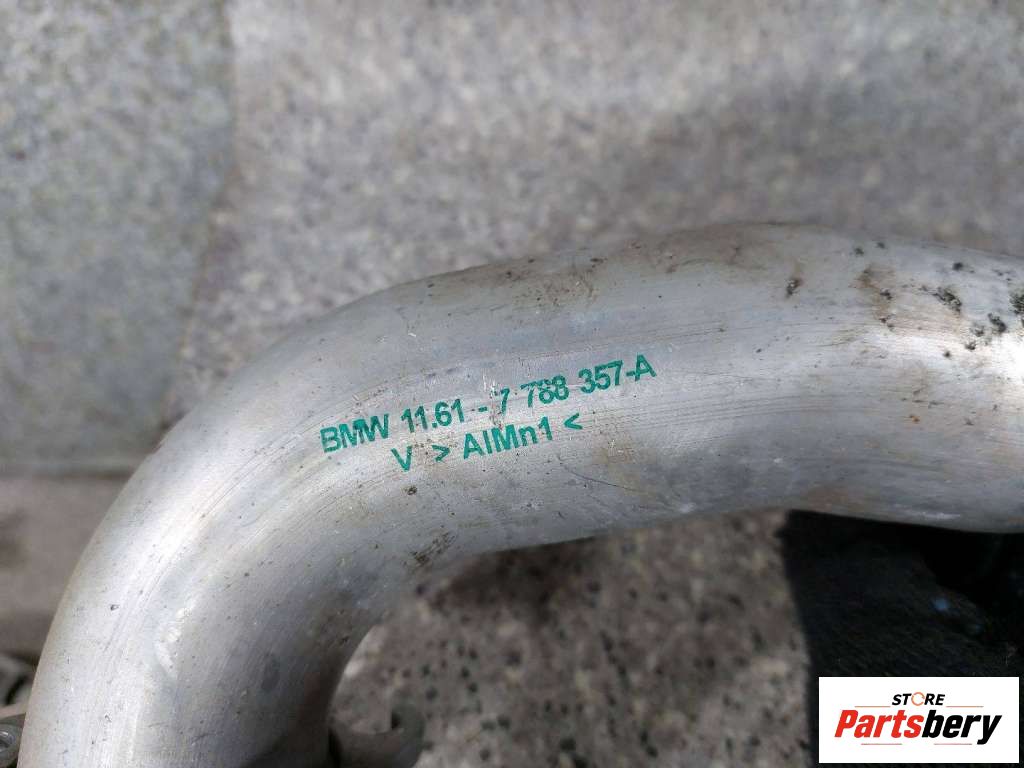 BMW 11.61 - 7 788 357-A
V > AlMn1 <
STORE
Partsbery